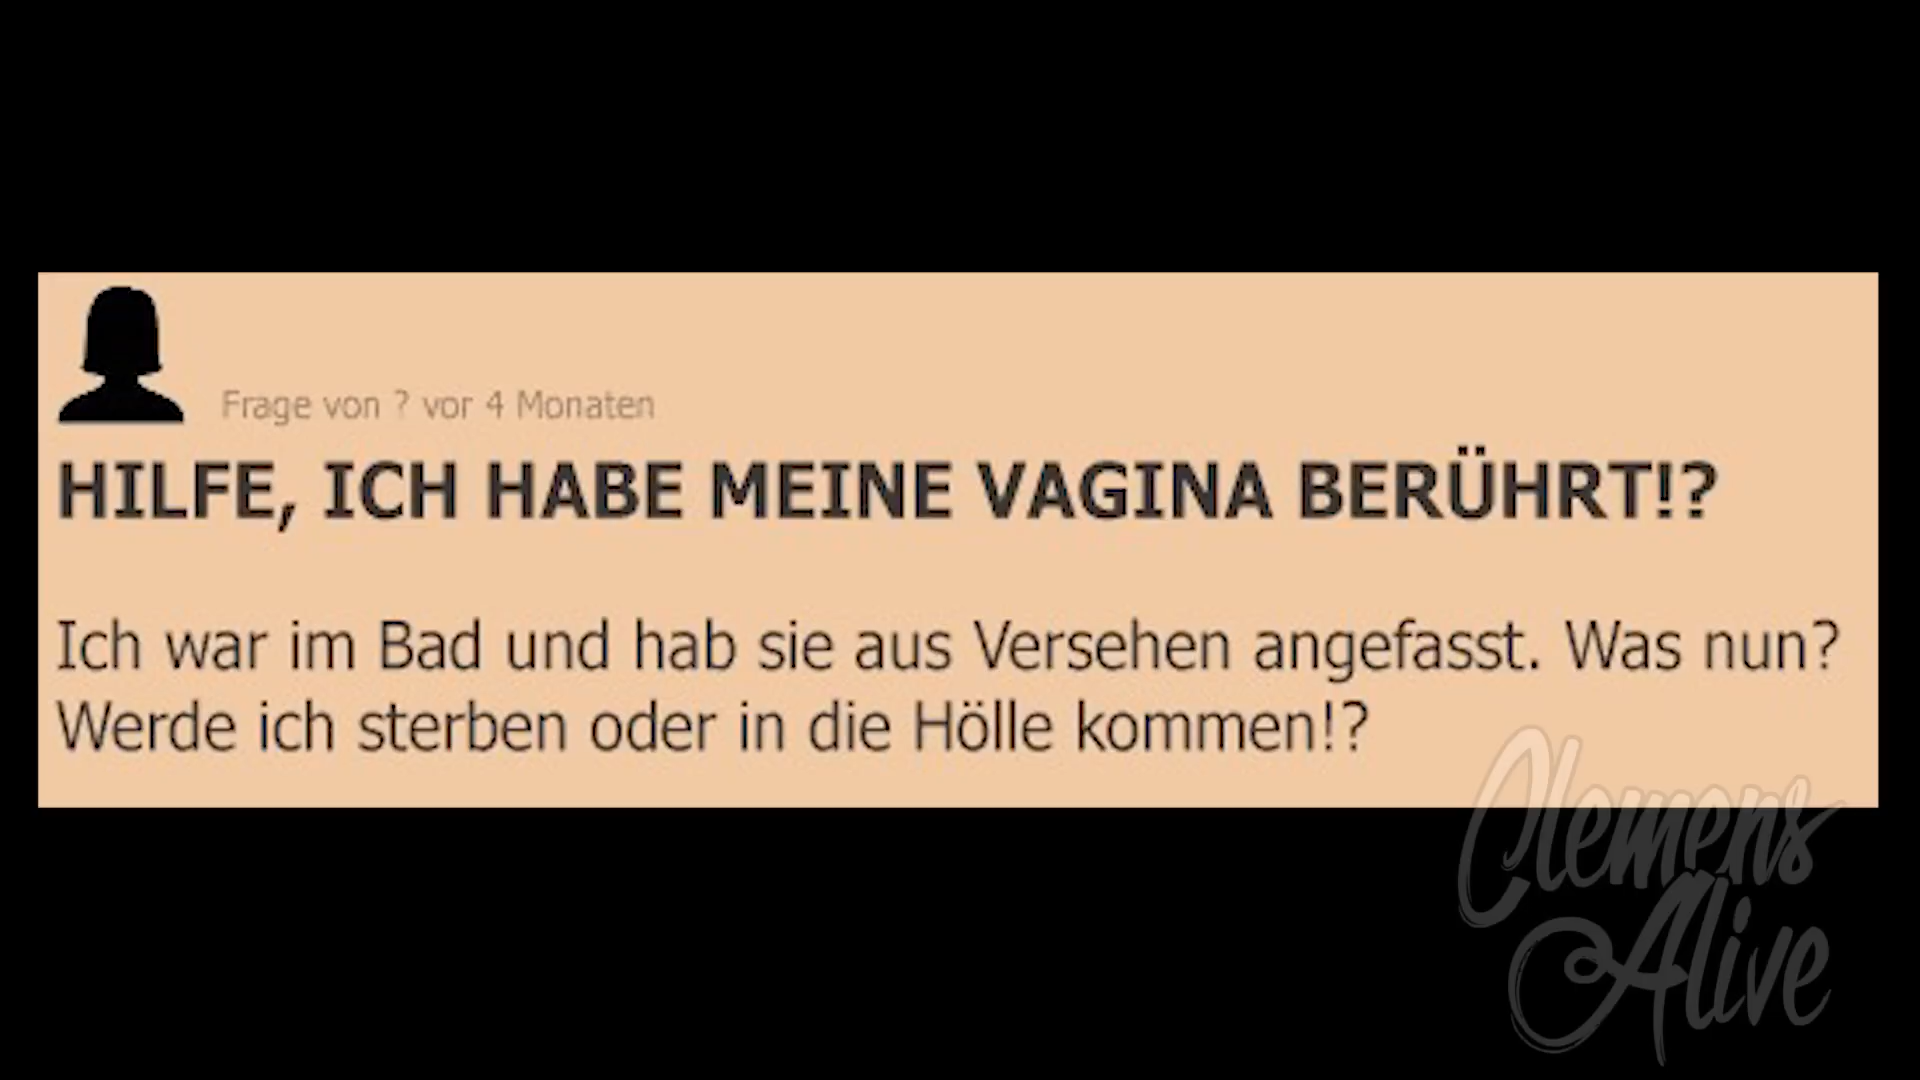 Frage von ? vor 4 Monaten
HILFE, ICH HABE MEINE VAGINA BERÜHRT!?
Ich war im Bad und hab sie aus Versehen angefasst. Was nun?
Werde ich sterben oder in die Hölle kommen!?
Clemens
Alive